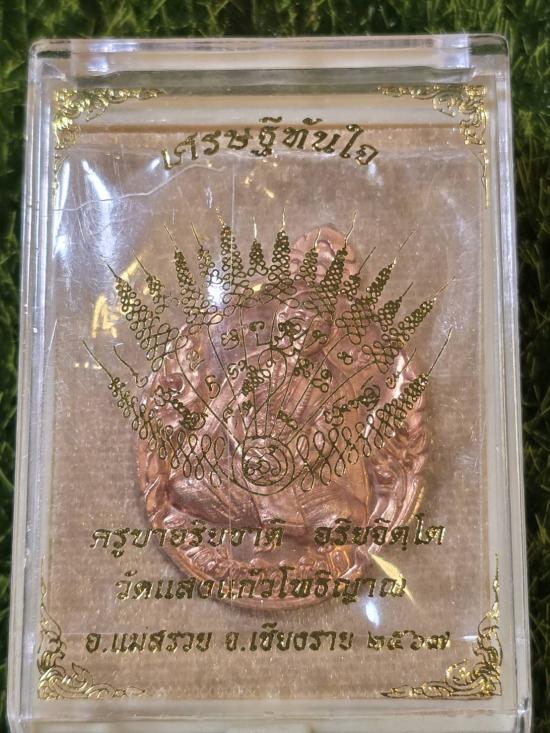 เศรษฐีทันใจ
ครูบาอริยชาติ อริยจิตฺโต
วัดแสงแก้วโพธิญาณ
อ.แม่สรวย จ.เชียงราย ๒๕๖๗